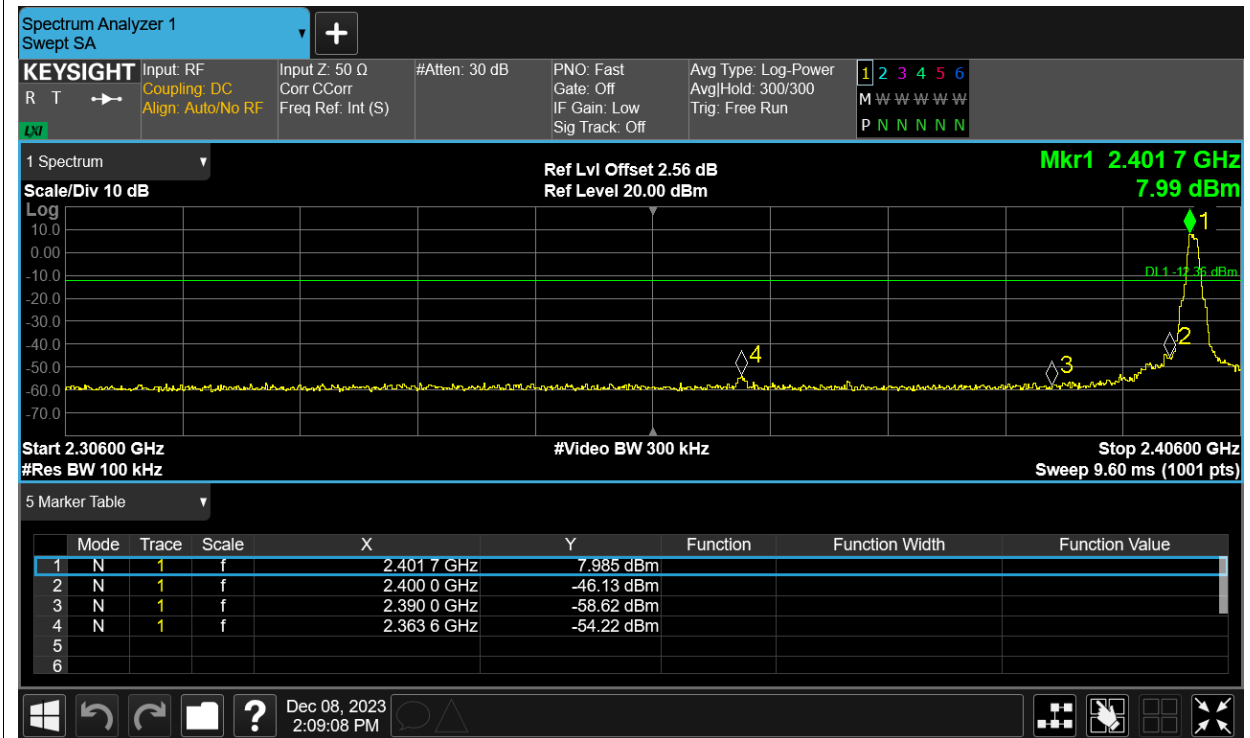 Spectrum Analyzer 1
Swept SA
KEYSIGHT
R T
LXI
Input: RF
Coupling: DC
Align: Auto/No RF
Input Z: 50 Ω
Corr CCorr
Freq Ref: Int (S)
#Atten: 30 dB
PNO: Fast
Gate: Off
IF Gain: Low
Sig Track: Off
Avg Type: Log-Power
Avg|Hold: 300/300
Trig: Free Run
1 2 3 4 5 6
M W W W W W
P N N N N N
1 Spectrum
Scale/Div 10 dB
Ref Lvl Offset 2.56 dB
Ref Level 20.00 dBm
Mkr1 2.401 7 GHz
7.99 dBm
Log
10.0
0.00
-10.0
-20.0
-30.0
-40.0
-50.0
-60.0
-70.0
1
DL1 -12.36 dBm
2
3
4
Start 2.30600 GHz
#Video BW 300 kHz
Stop 2.40600 GHz
#Res BW 100 kHz
Sweep 9.60 ms (1001 pts)
5 Marker Table
Mode Trace Scale X Y Function Function Width Function Value
1 N 1 f 2.401 7 GHz 7.985 dBm
2 N 1 f 2.400 0 GHz -46.13 dBm
3 N 1 f 2.390 0 GHz -58.62 dBm
4 N 1 f 2.363 6 GHz -54.22 dBm
5
6
?
Dec 08, 2023
2:09:08 PM